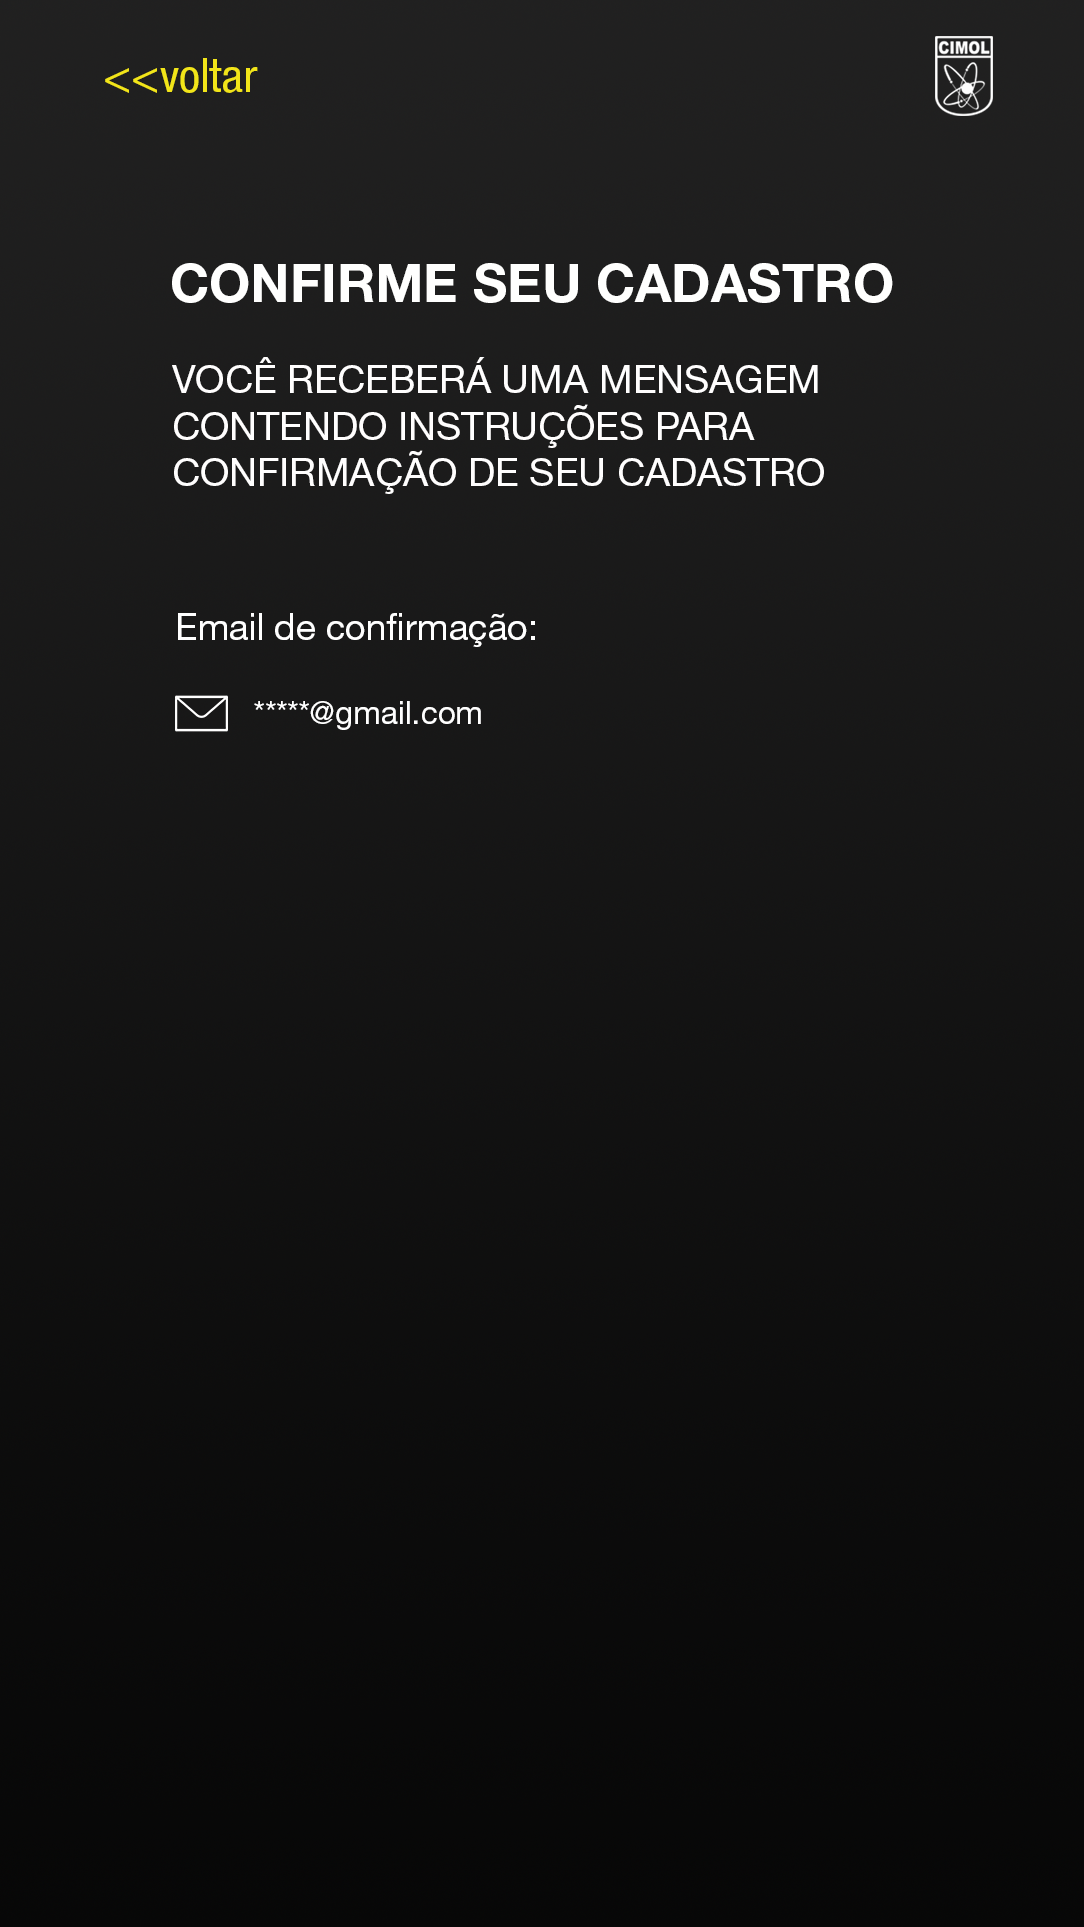 <<voltar
CIMOL
CONFIRME SEU CADASTRO
VOCÊ RECEBERÁ UMA MENSAGEM
CONTENDO INSTRUÇÕES PARA
CONFIRMAÇÃO DE SEU CADASTRO
Email de confirmação:
*****@gmail.com